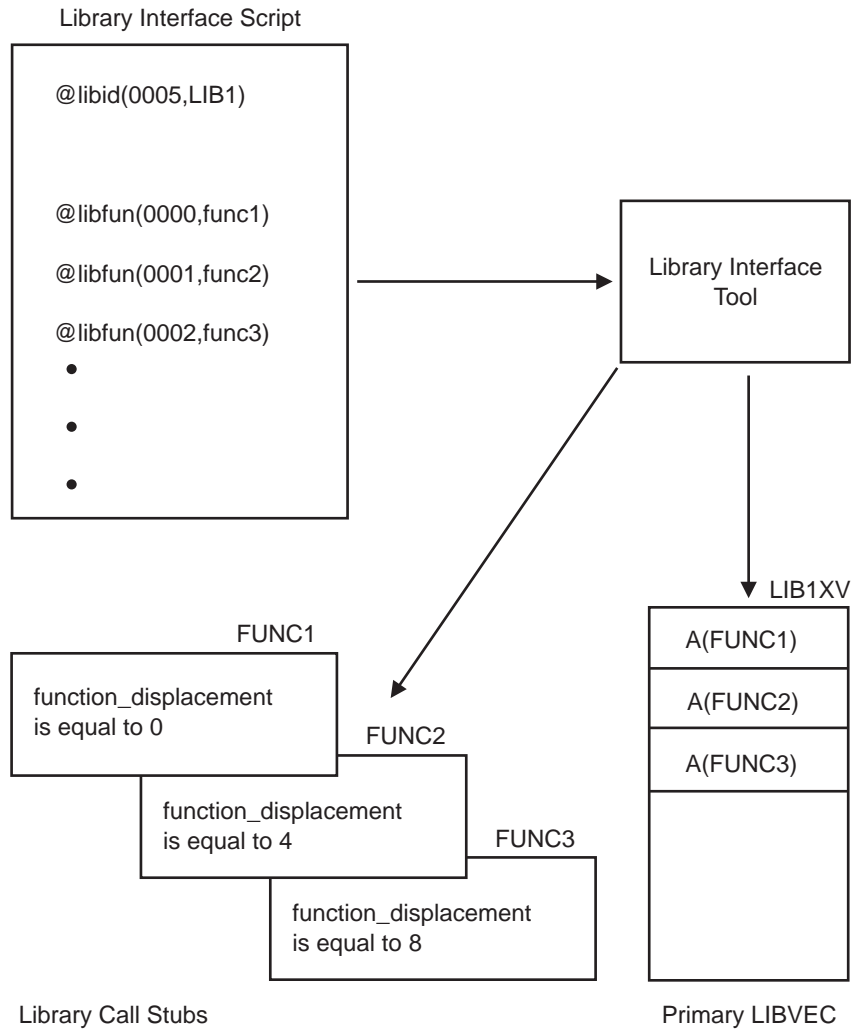 Library Interface Script
@libid(0005,LIB1)
@libfun(0000,func1)
@libfun(0001,func2)
@libfun(0002,func3)
Library Interface
Tool
LIB1XV
A(FUNC1)
A(FUNC2)
A(FUNC3)
FUNC1
function_displacement
is equal to 0
FUNC2
function_displacement
is equal to 4
FUNC3
function_displacement
is equal to 8
Library Call Stubs
Primary LIBVEC